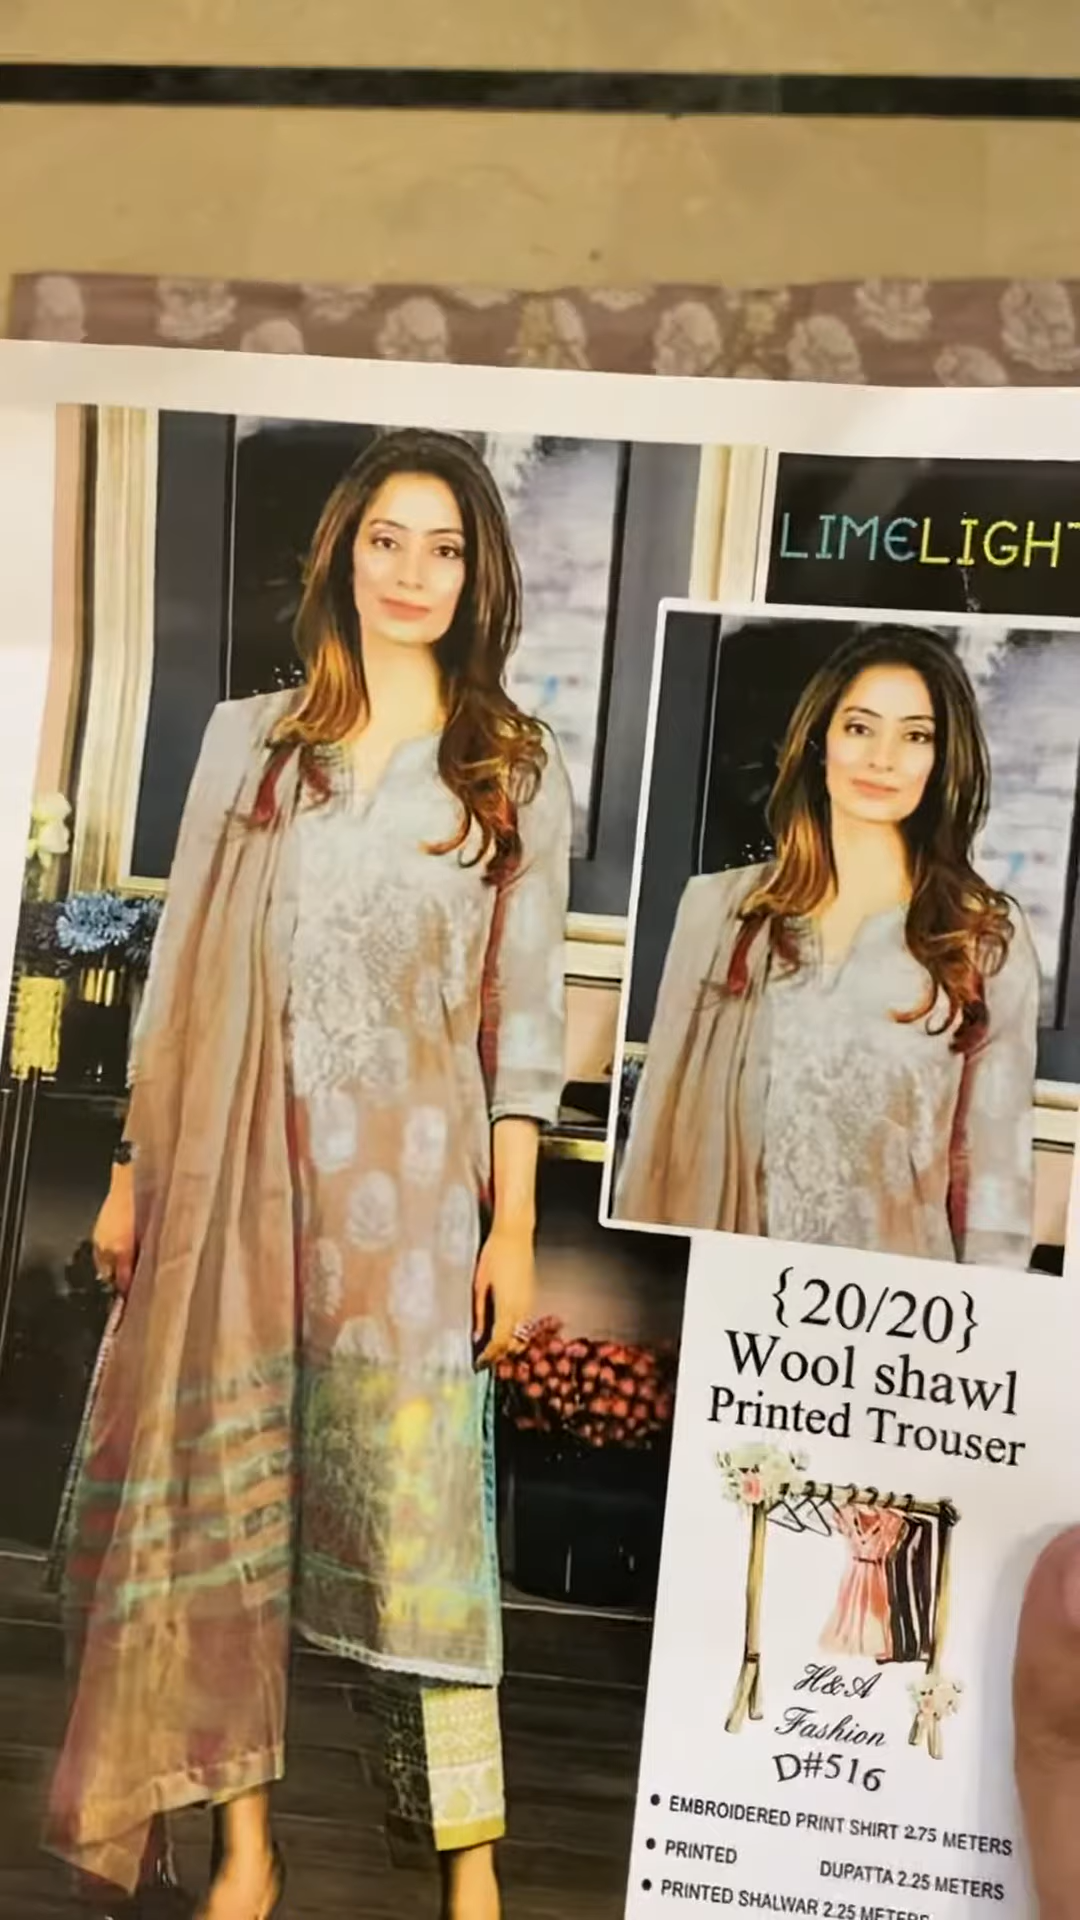 LIMELIGHT
{20/20}
Wool shawl
Printed Trouser
H&A
Fashion
D#516
• EMBROIDERED PRINT SHIRT 2.75 METERS
• PRINTED DUPATTA 2.25 METERS
• PRINTED SHALWAR 2.25 METERS